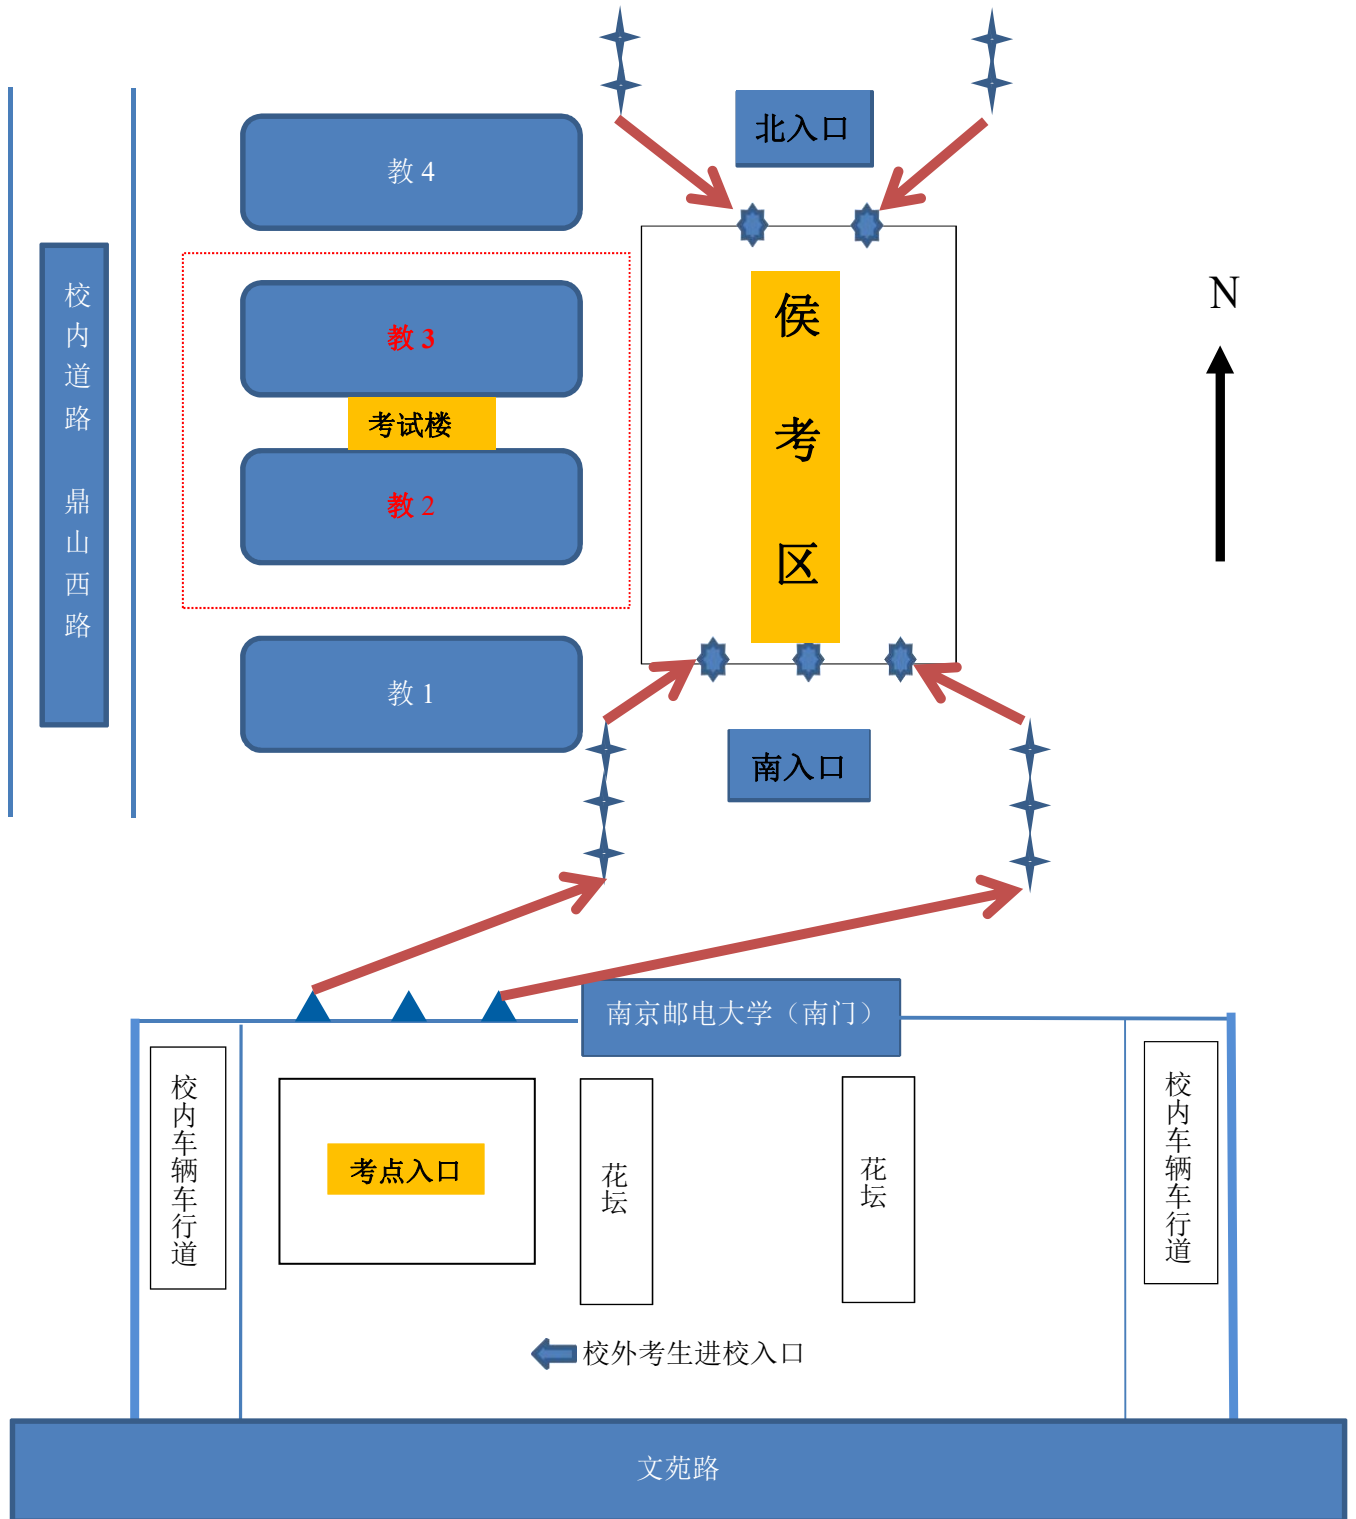 北入口
教 4
N
校内道路 鼎山西路
侯考区
教 3
考试楼
教 2
教 1
南入口
南京邮电大学（南门）
校内车辆车行道
考点入口
花坛
花坛
校内车辆车行道
校外考生进校入口
文苑路